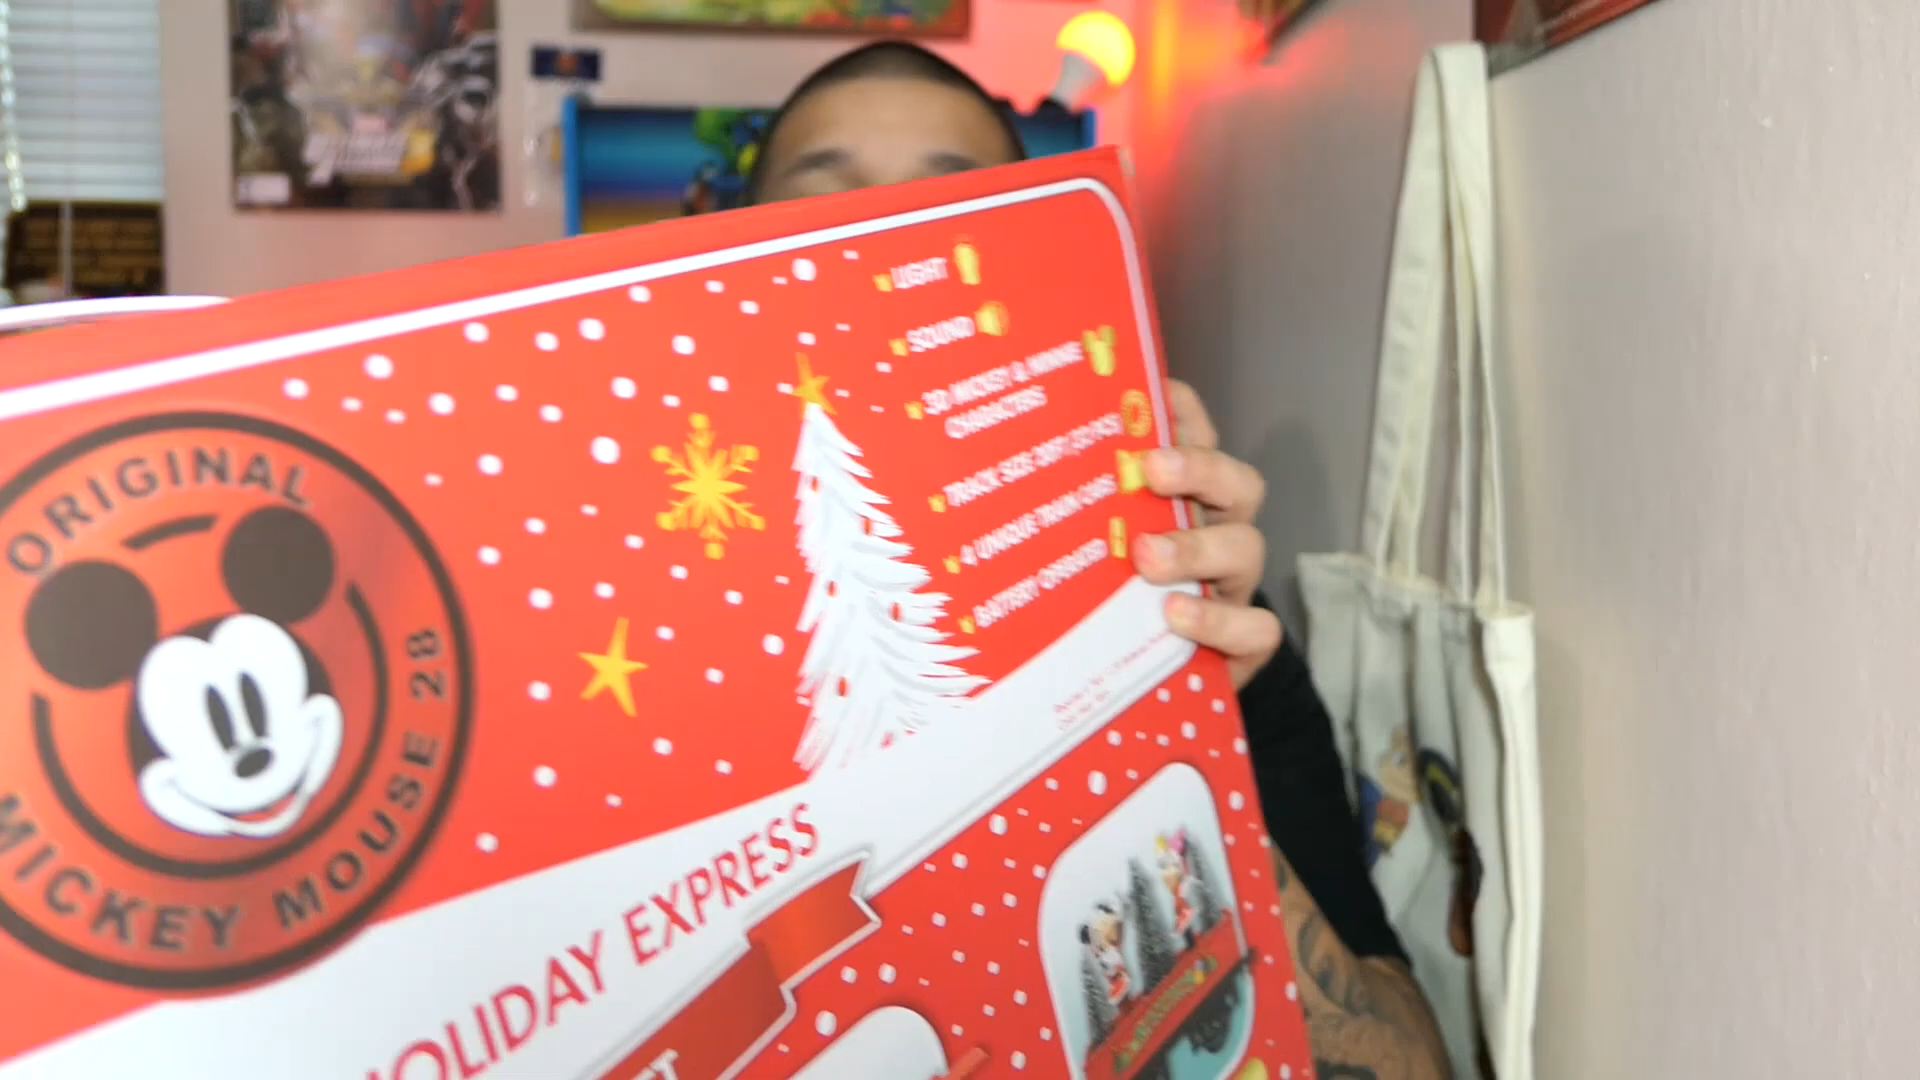 LIGHT
SOUND
3D MICKEY & MINNIE
CHARACTERS
4 UNIQUE TRAIN CARS
BATTERY OPERATED
ORIGINAL
MICKEY MOUSE 28
HOLIDAY EXPRESS